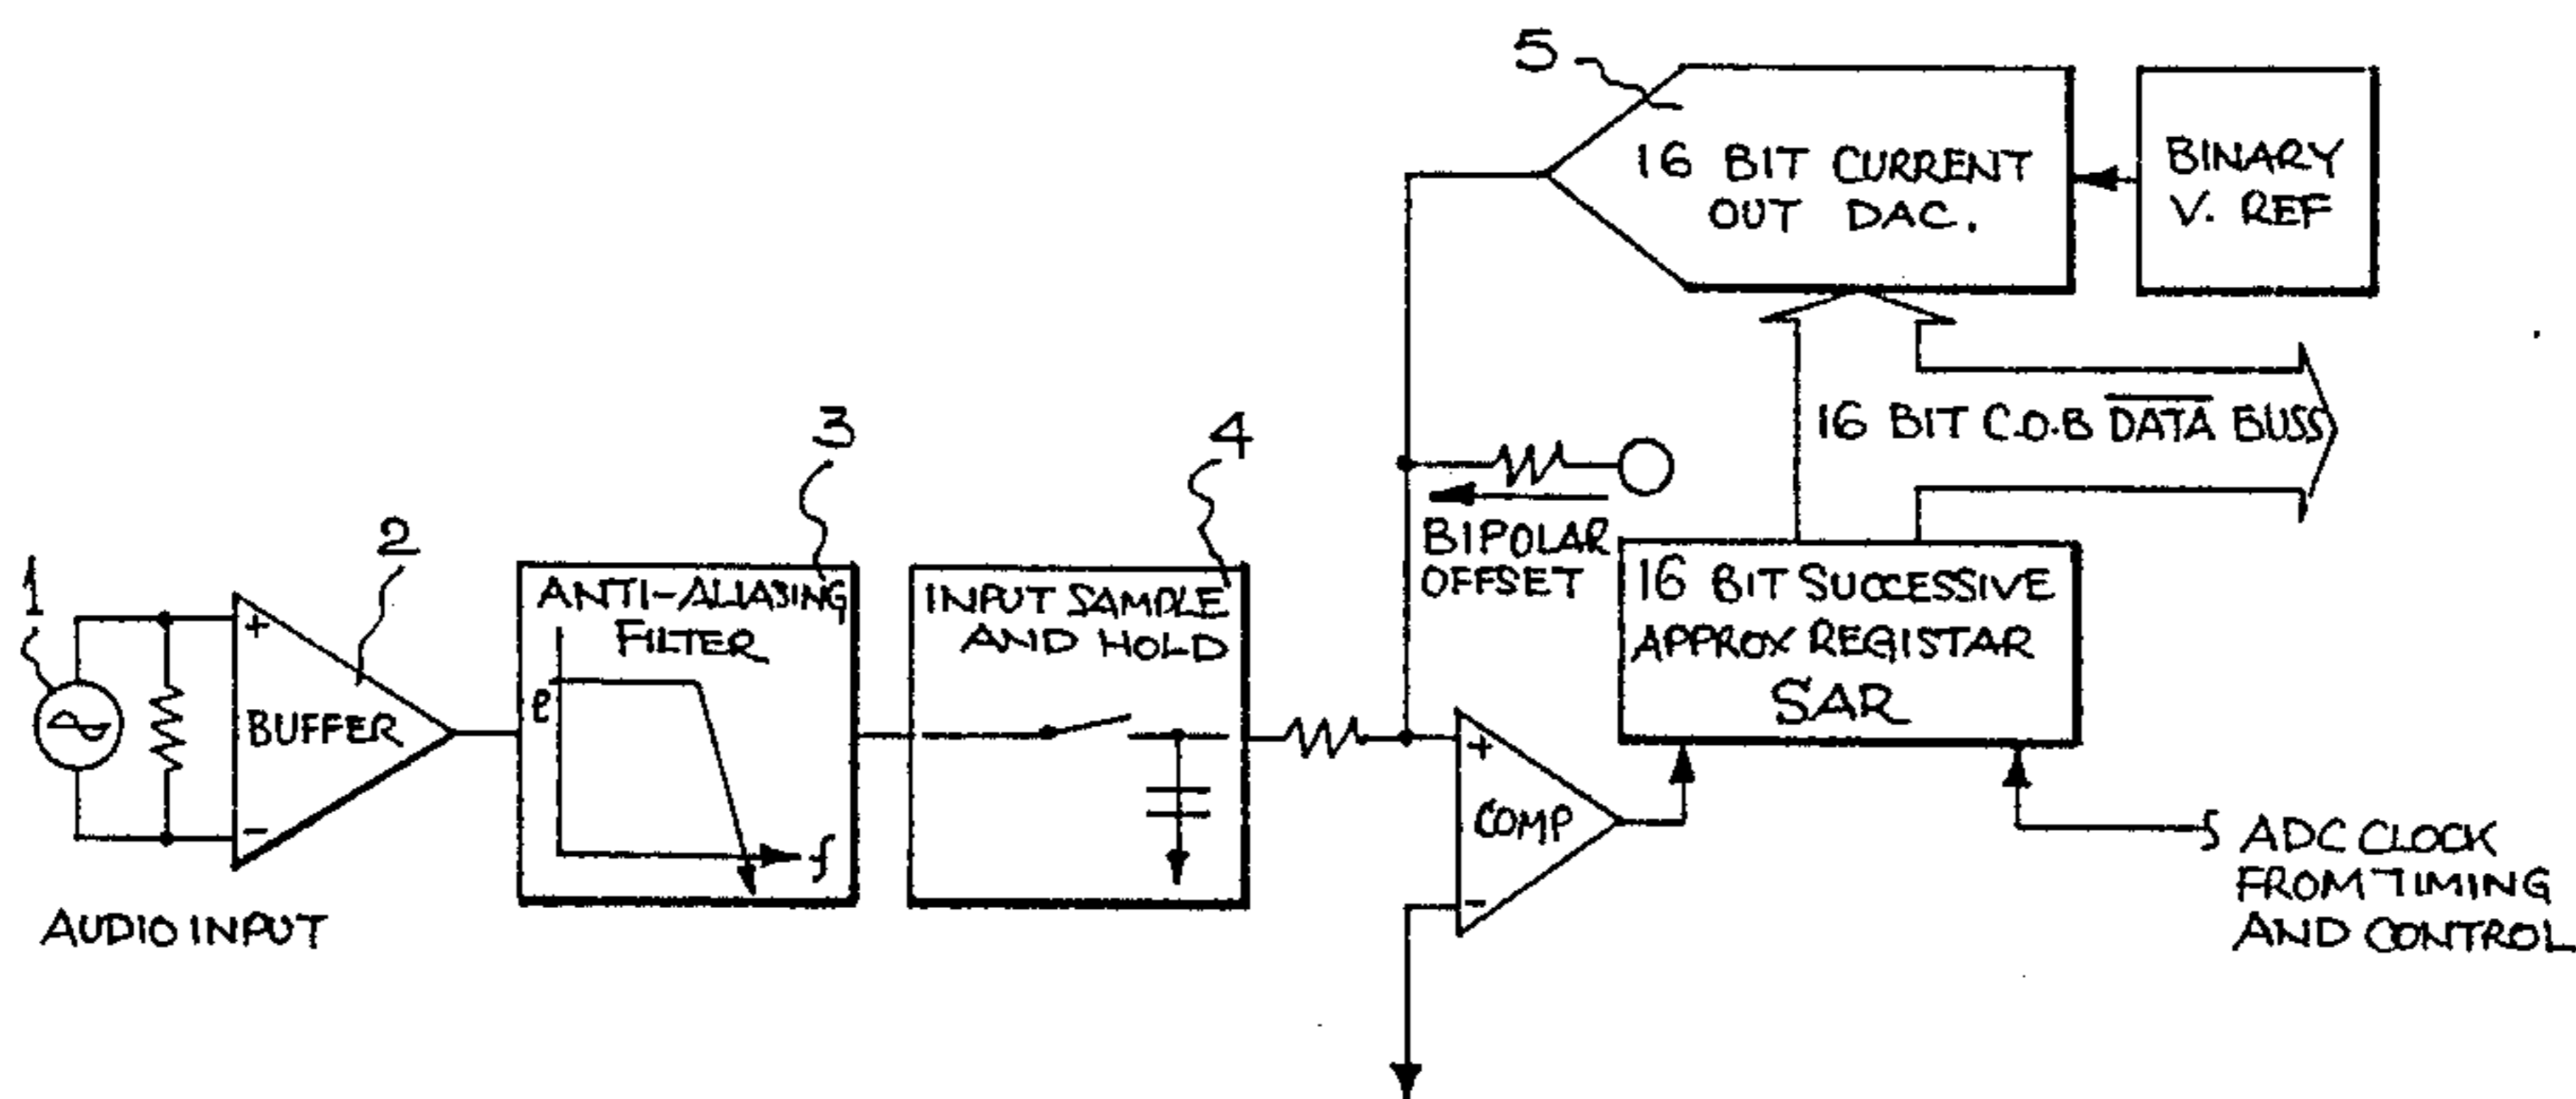 1
2
BUFFER
+
-
AUDIO INPUT
3
ANTI-ALIASING
FILTER
e
f
4
INPUT SAMPLE
AND HOLD
5
16 BIT CURRENT
OUT DAC.
BINARY
V. REF
16 BIT C.O.B D̅A̅T̅A̅ BUSS
BIPOLAR
OFFSET
16 BIT SUCCESSIVE
APPROX REGISTAR
SAR
+
COMP
-
ADC CLOCK
FROM TIMING
AND CONTROL